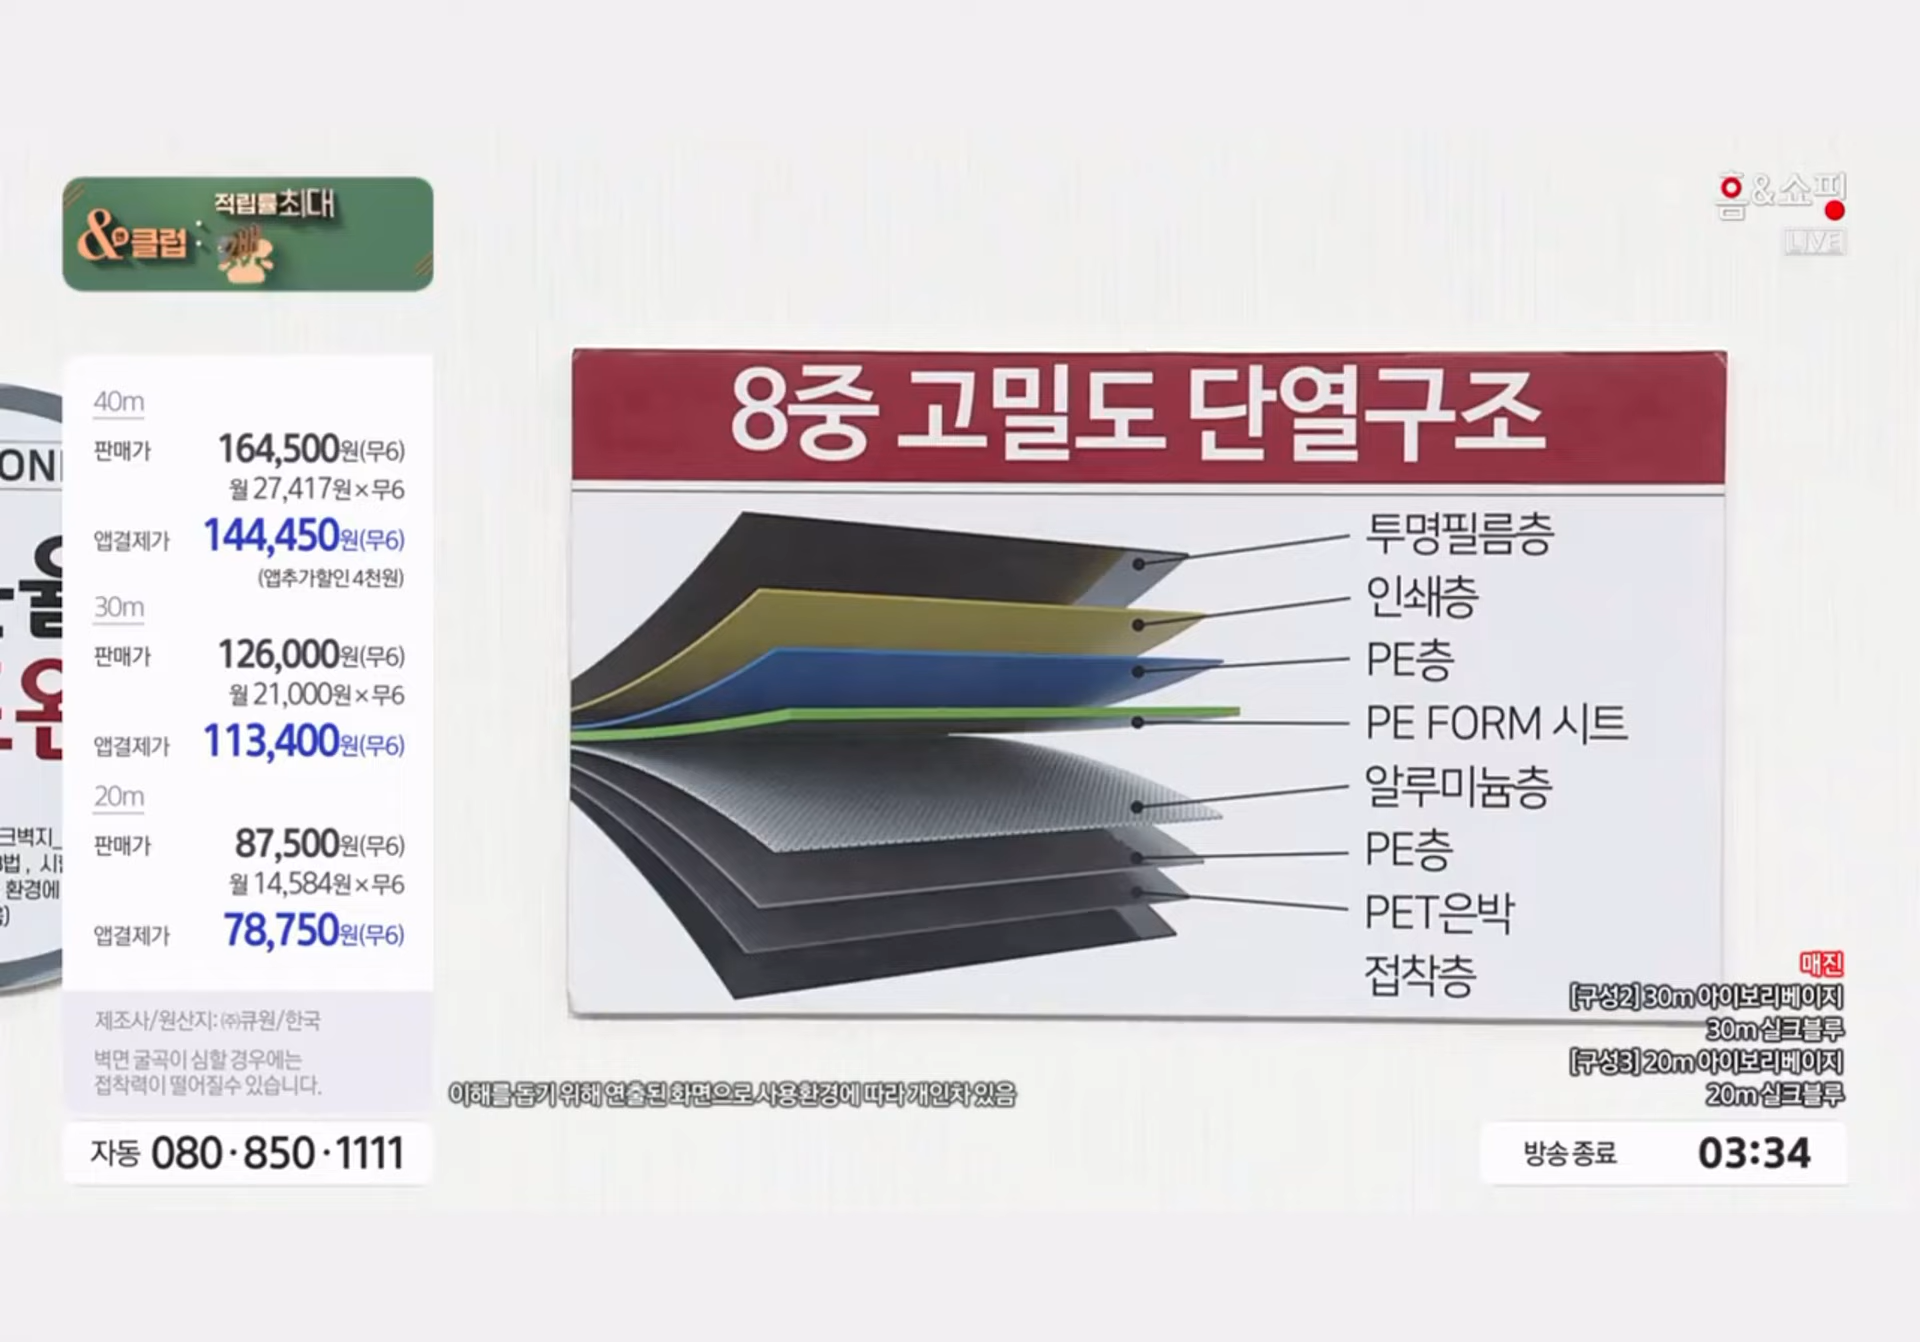 적립률최대
&클럽:
홈&쇼핑
LIVE
40m
판매가 164,500원(무6)
월 27,417원×무6
앱결제가 144,450원(무6)
(앱추가할인 4천원)
30m
판매가 126,000원(무6)
월 21,000원×무6
앱결제가 113,400원(무6)
20m
판매가 87,500원(무6)
월 14,584원×무6
앱결제가 78,750원(무6)
제조사/원산지: ㈜큐원/한국
벽면 굴곡이 심할 경우에는
접착력이 떨어질수 있습니다.
자동 080·850·1111
크벽지
법, 시
환경에
8중 고밀도 단열구조
투명필름층
인쇄층
PE층
PE FORM 시트
알루미늄층
PE층
PET은박
접착층
이해를 돕기 위해 연출된 화면으로 사용환경에 따라 개인차 있음
매진
[구성2] 30m 아이보리베이지
30m 실크블루
[구성3] 20m 아이보리베이지
20m 실크블루
방송 종료 03:34